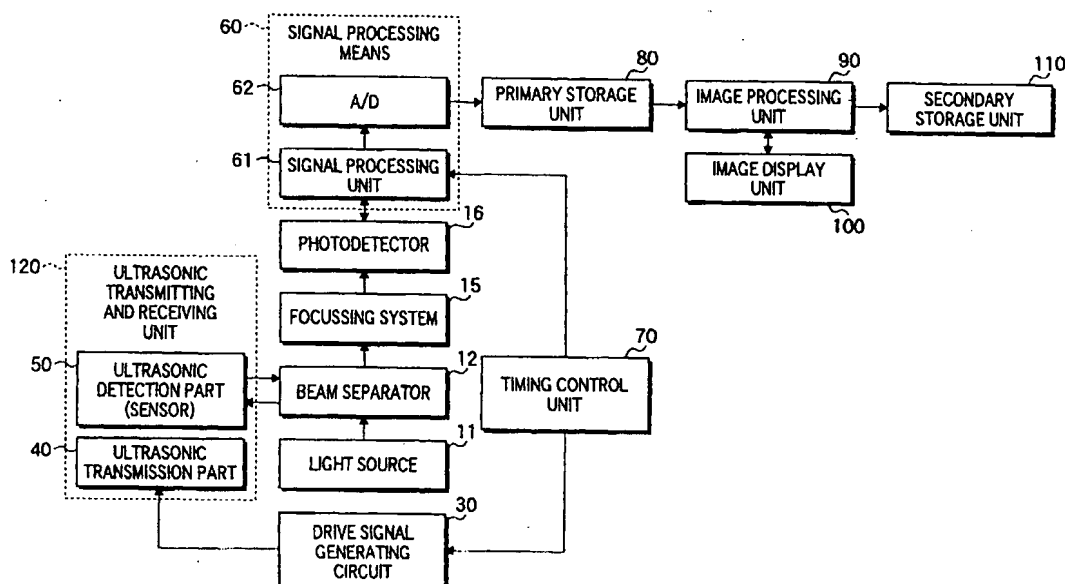 60
SIGNAL PROCESSING
MEANS
62
A/D
61
SIGNAL PROCESSING
UNIT
80
PRIMARY STORAGE
UNIT
90
IMAGE PROCESSING
UNIT
110
SECONDARY
STORAGE UNIT
IMAGE DISPLAY
UNIT
100
16
PHOTODETECTOR
15
FOCUSSING SYSTEM
120
ULTRASONIC
TRANSMITTING
AND RECEIVING
UNIT
50
ULTRASONIC
DETECTION PART
(SENSOR)
40
ULTRASONIC
TRANSMISSION PART
12
BEAM SEPARATOR
11
LIGHT SOURCE
70
TIMING CONTROL
UNIT
30
DRIVE SIGNAL
GENERATING
CIRCUIT